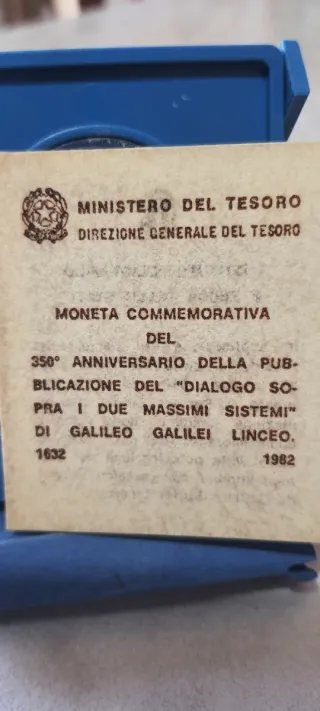 MINISTERO DEL TESORO
DIREZIONE GENERALE DEL TESORO
MONETA COMMEMORATIVA
DEL
350° ANNIVERSARIO DELLA PUB-
BLICAZIONE DEL "DIALOGO SO-
PRA I DUE MASSIMI SISTEMI"
DI GALILEO GALILEI LINCEO.
1632 1982